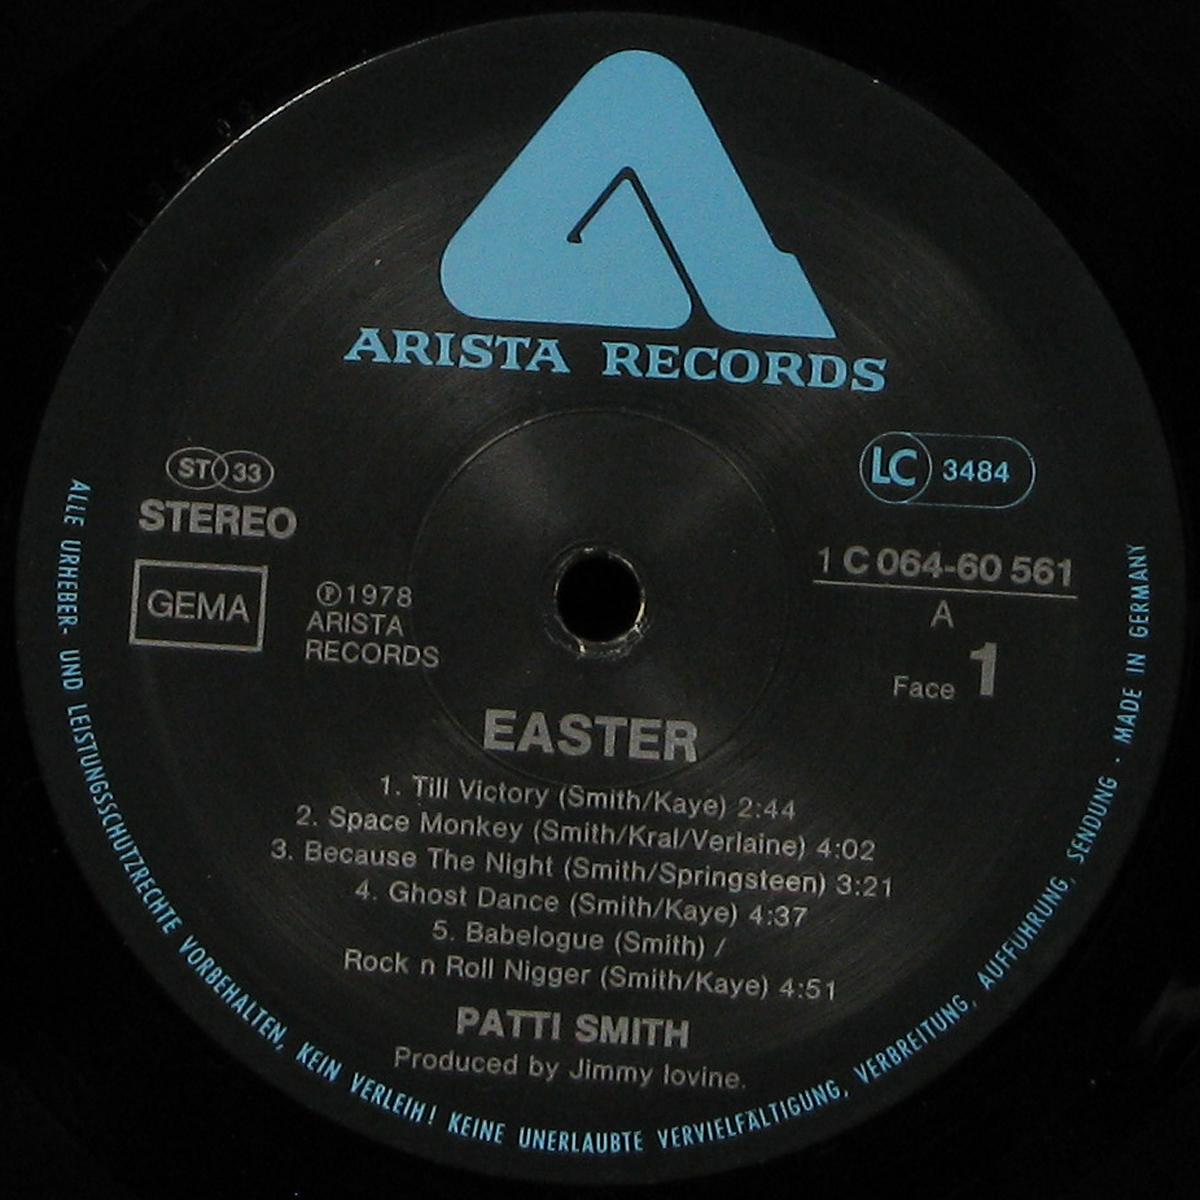 ARISTA RECORDS
ST 33
STEREO
GEMA
℗1978
ARISTA
RECORDS
LC 3484
1 C 064-60 561
A
Face 1
EASTER
1. Till Victory (Smith/Kaye) 2:44
2. Space Monkey (Smith/Kral/Verlaine) 4:02
3. Because The Night (Smith/Springsteen) 3:21
4. Ghost Dance (Smith/Kaye) 4:37
5. Babelogue (Smith) /
Rock n Roll Nigger (Smith/Kaye) 4:51
PATTI SMITH
Produced by Jimmy Iovine.
ALLE URHEBER- UND LEISTUNGSSCHUTZRECHTE VORBEHALTEN, KEIN VERLEIH! KEINE UNERLAUBTE VERVIELFÄLTIGUNG, VERBREITUNG, AUFFÜHRUNG, SENDUNG · MADE IN GERMANY